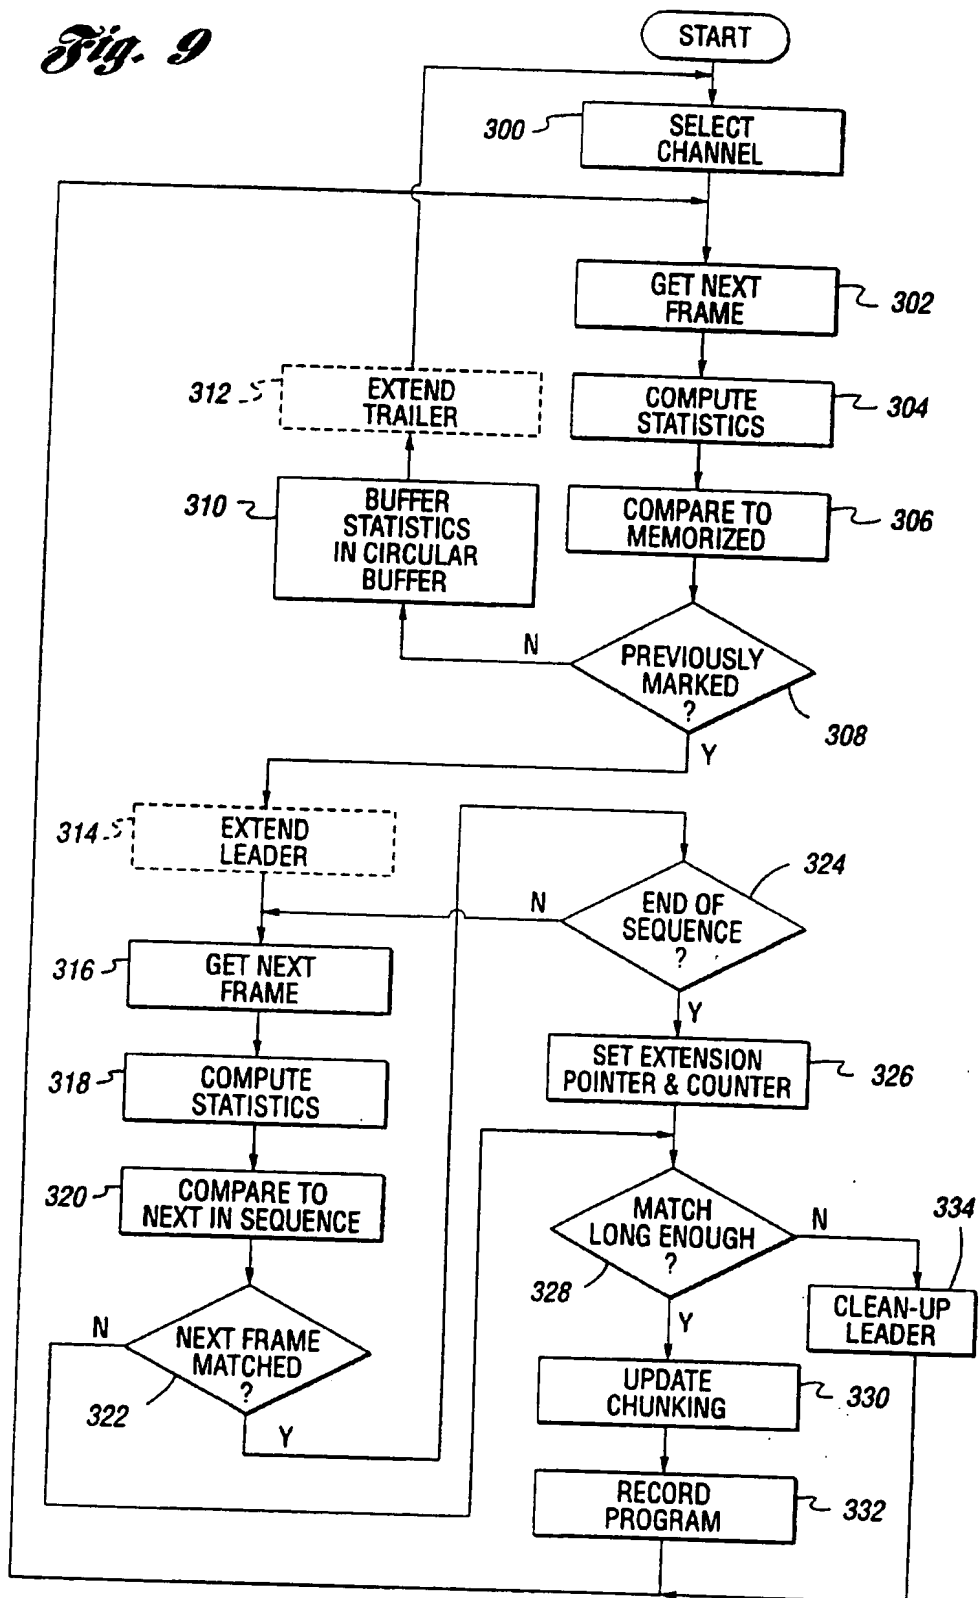 Fig. 9
START
300
SELECT
CHANNEL
GET NEXT
FRAME
302
312
EXTEND
TRAILER
COMPUTE
STATISTICS
304
310
BUFFER
STATISTICS
IN CIRCULAR
BUFFER
COMPARE TO
MEMORIZED
306
N
PREVIOUSLY
MARKED
?
308
Y
314
EXTEND
LEADER
324
N
END OF
SEQUENCE
?
316
GET NEXT
FRAME
Y
318
COMPUTE
STATISTICS
SET EXTENSION
POINTER & COUNTER
326
320
COMPARE TO
NEXT IN SEQUENCE
MATCH
LONG ENOUGH
?
N
334
328
CLEAN-UP
LEADER
N
NEXT FRAME
MATCHED
?
322
Y
Y
UPDATE
CHUNKING
330
RECORD
PROGRAM
332